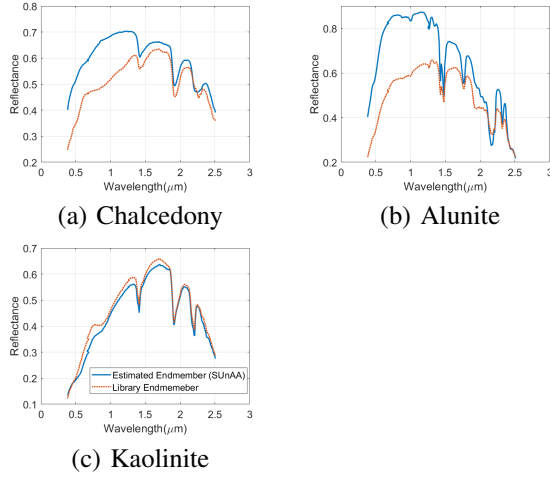 0.8
0.7
0.6
0.5
0.4
0.3
0.2
Reflectance
0 0.5 1 1.5 2 2.5 3
Wavelength(μm)
(a) Chalcedony
0.8
0.6
0.4
0.2
Reflectance
0 0.5 1 1.5 2 2.5 3
Wavelength(μm)
(b) Alunite
0.7
0.6
0.5
0.4
0.3
0.2
0.1
Reflectance
Estimated Endmember (SUnAA)
Library Endmemeber
0 0.5 1 1.5 2 2.5 3
Wavelength(μm)
(c) Kaolinite